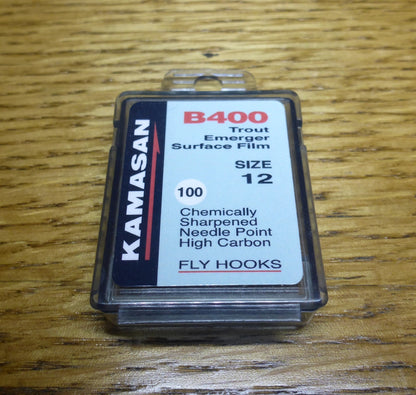 KAMASAN
B400
Trout
Emerger
Surface Film
SIZE
12
100
Chemically
Sharpened
Needle Point
High Carbon
FLY HOOKS